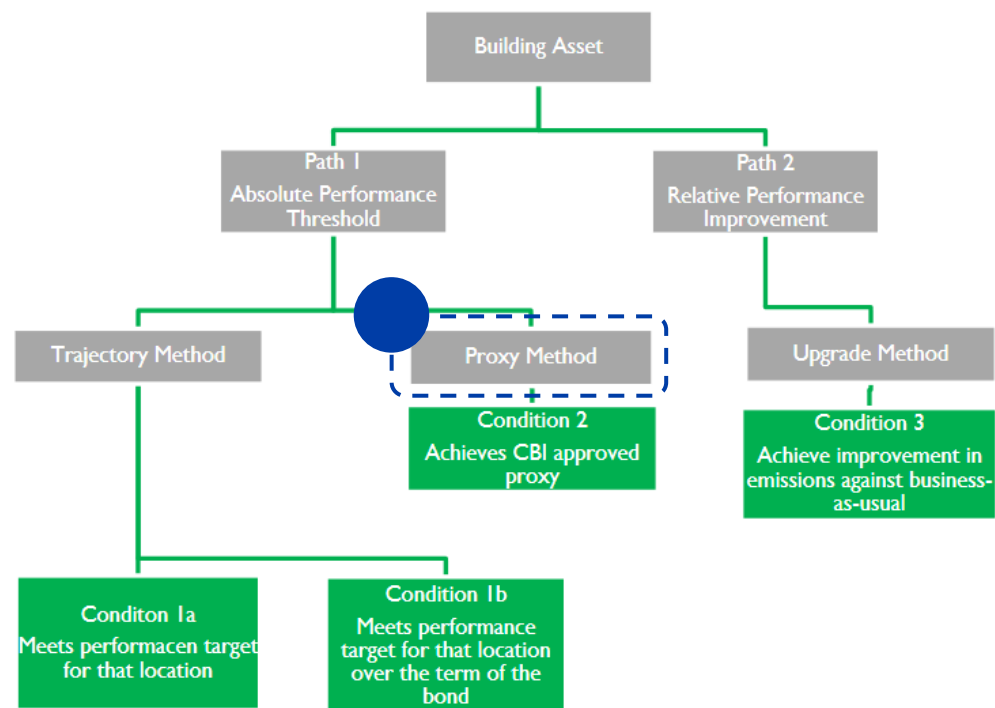 Building Asset
Path 1
Absolute Performance
Threshold
Path 2
Relative Performance
Improvement
Trajectory Method
Proxy Method
Upgrade Method
Condition 2
Achieves CBI approved
proxy
Condition 3
Achieve improvement in
emissions against business-
as-usual
Conditon 1a
Meets performacen target
for that location
Condition 1b
Meets performance
target for that location
over the term of the
bond